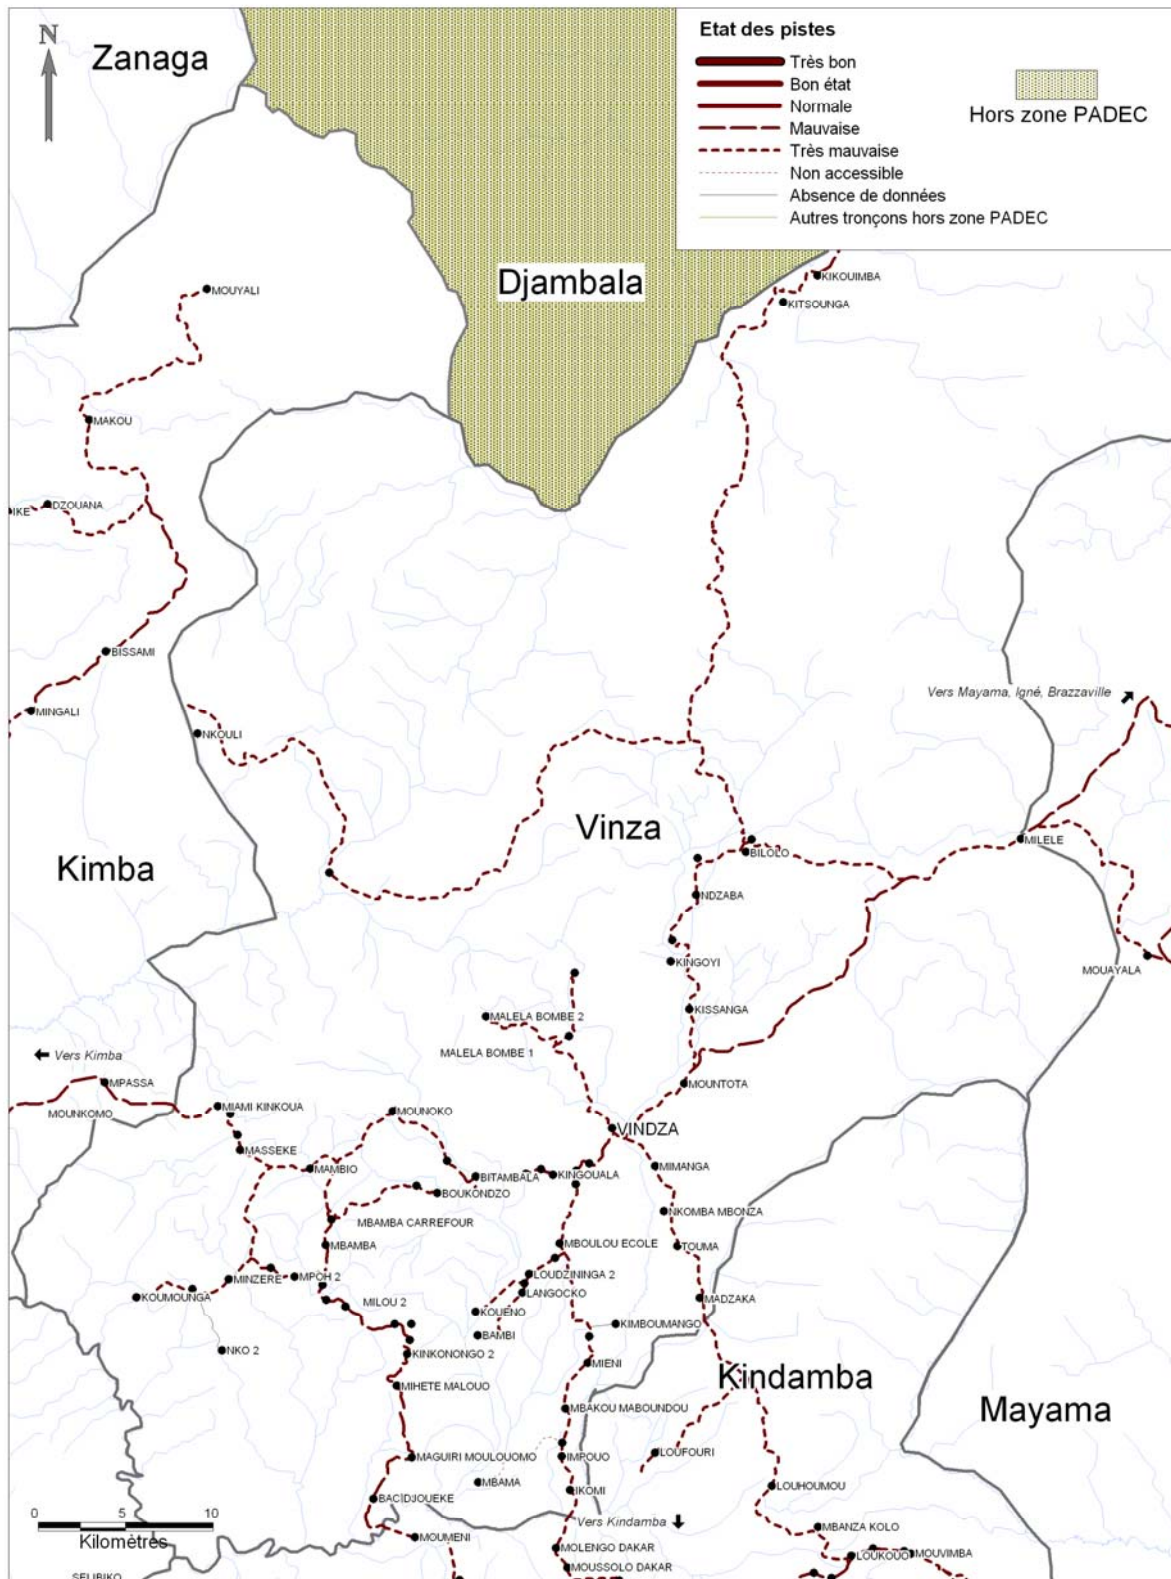 N
Zanaga
Etat des pistes
Très bon
Bon état
Normale
Mauvaise
Très mauvaise
Non accessible
Absence de données
Autres tronçons hors zone PADEC
Hors zone PADEC
Djambala
KIKOUIMBA
KITSOUNGA
MOUYALI
MAKOU
DZOUANA
IKE
BISSAMI
MINGALI
NKOULI
Vers Mayama, Igné, Brazzaville
Vinza
Kimba
MILELE
BILOLO
NDZABA
KINGOYI
MOUAYALA
KISSANGA
MALELA BOMBE 2
MALELA BOMBE 1
Vers Kimba
MPASSA
MOUNTOTA
MOUNKOMO
MIAMI KINKOUA
MOUNOKO
VINDZA
MASSEKE
MAMBIO
BITAMBALA
KINGOUALA
MIMANGA
BOUKONDZO
NKOMBA MBONZA
MBAMBA CARREFOUR
MBAMBA
MBOULOU ECOLE
TOUMA
MINZERE
MPOH 2
LOUDZININGA 2
LANGOCKO
KOUMOUNGA
MILOU 2
KOUENO
MADZAKA
BAMBI
KIMBOUMANGO
NKO 2
KINKONONGO 2
MIENI
Kindamba
MIHETE MALOUO
MBAKOU MABOUNDOU
Mayama
MAGUIRI MOULOUOMO
IMPOUO
LOUFOURI
MBAMA
IKOMI
LOUHOUMOU
BACIDJOUEKE
0 5 10
Kilomètres
Vers Kindamba
MBANZA KOLO
MOUMENI
MOLENGO DAKAR
LOUKOUO
MOUVIMBA
MOUSSOLO DAKAR